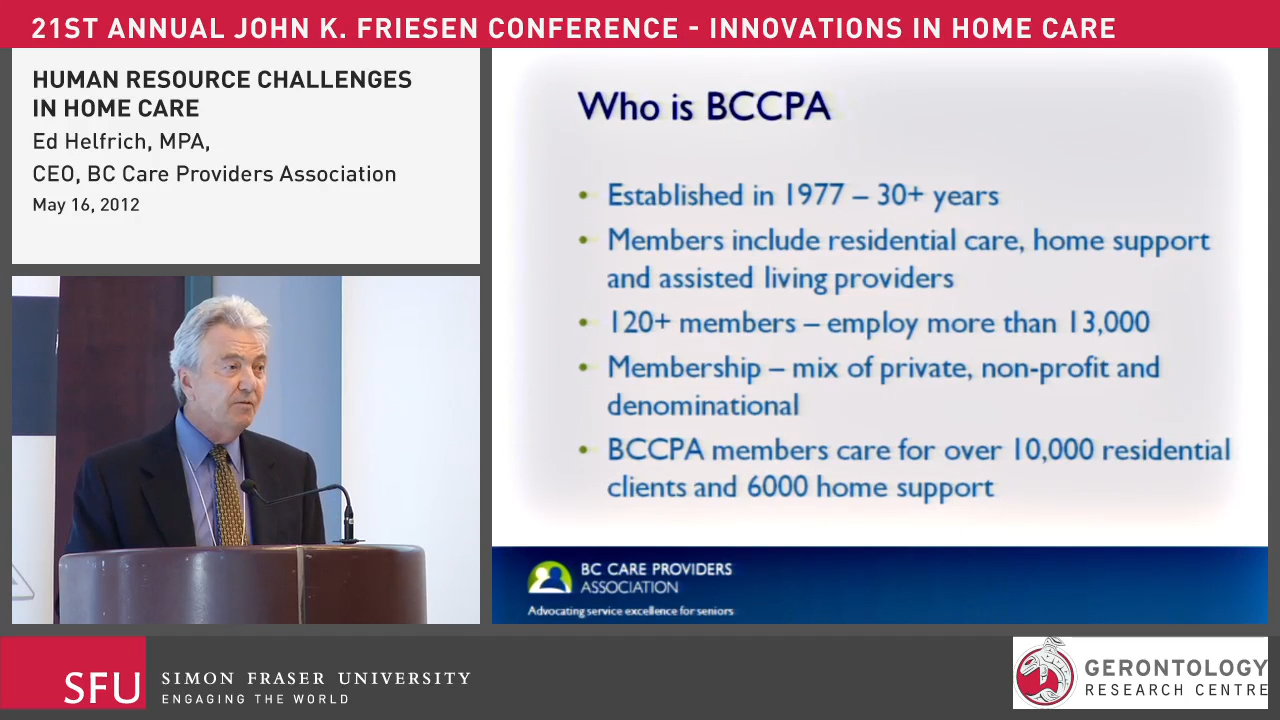 21ST ANNUAL JOHN K. FRIESEN CONFERENCE - INNOVATIONS IN HOME CARE
HUMAN RESOURCE CHALLENGES
IN HOME CARE
Ed Helfrich, MPA,
CEO, BC Care Providers Association
May 16, 2012
Who is BCCPA
• Established in 1977 – 30+ years
• Members include residential care, home support
and assisted living providers
• 120+ members – employ more than 13,000
• Membership – mix of private, non-profit and
denominational
• BCCPA members care for over 10,000 residential
clients and 6000 home support
BC CARE PROVIDERS
ASSOCIATION
Advocating service excellence for seniors
SFU
SIMON FRASER UNIVERSITY
ENGAGING THE WORLD
GERONTOLOGY
RESEARCH CENTRE